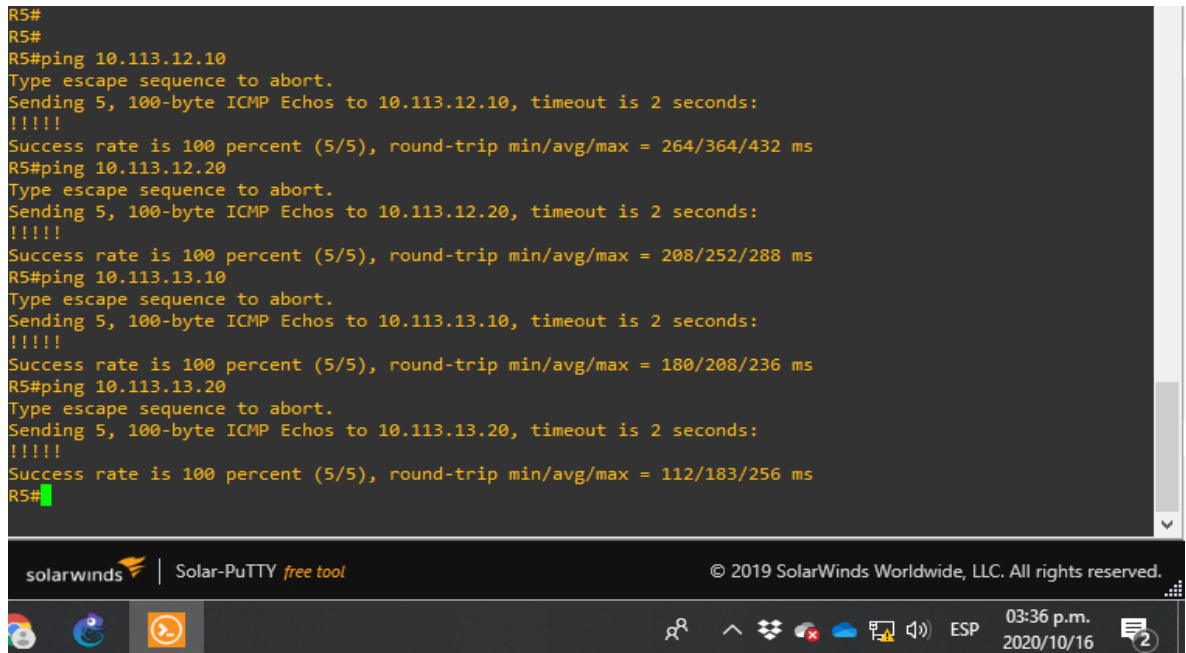 R5#
R5#
R5#ping 10.113.12.10
Type escape sequence to abort.
Sending 5, 100-byte ICMP Echos to 10.113.12.10, timeout is 2 seconds:
!!!!!
Success rate is 100 percent (5/5), round-trip min/avg/max = 264/364/432 ms
R5#ping 10.113.12.20
Type escape sequence to abort.
Sending 5, 100-byte ICMP Echos to 10.113.12.20, timeout is 2 seconds:
!!!!!
Success rate is 100 percent (5/5), round-trip min/avg/max = 208/252/288 ms
R5#ping 10.113.13.10
Type escape sequence to abort.
Sending 5, 100-byte ICMP Echos to 10.113.13.10, timeout is 2 seconds:
!!!!!
Success rate is 100 percent (5/5), round-trip min/avg/max = 180/208/236 ms
R5#ping 10.113.13.20
Type escape sequence to abort.
Sending 5, 100-byte ICMP Echos to 10.113.13.20, timeout is 2 seconds:
!!!!!
Success rate is 100 percent (5/5), round-trip min/avg/max = 112/183/256 ms
R5#
solarwinds | Solar-PuTTY free tool © 2019 SolarWinds Worldwide, LLC. All rights reserved.
ESP 03:36 p.m.
2020/10/16 2